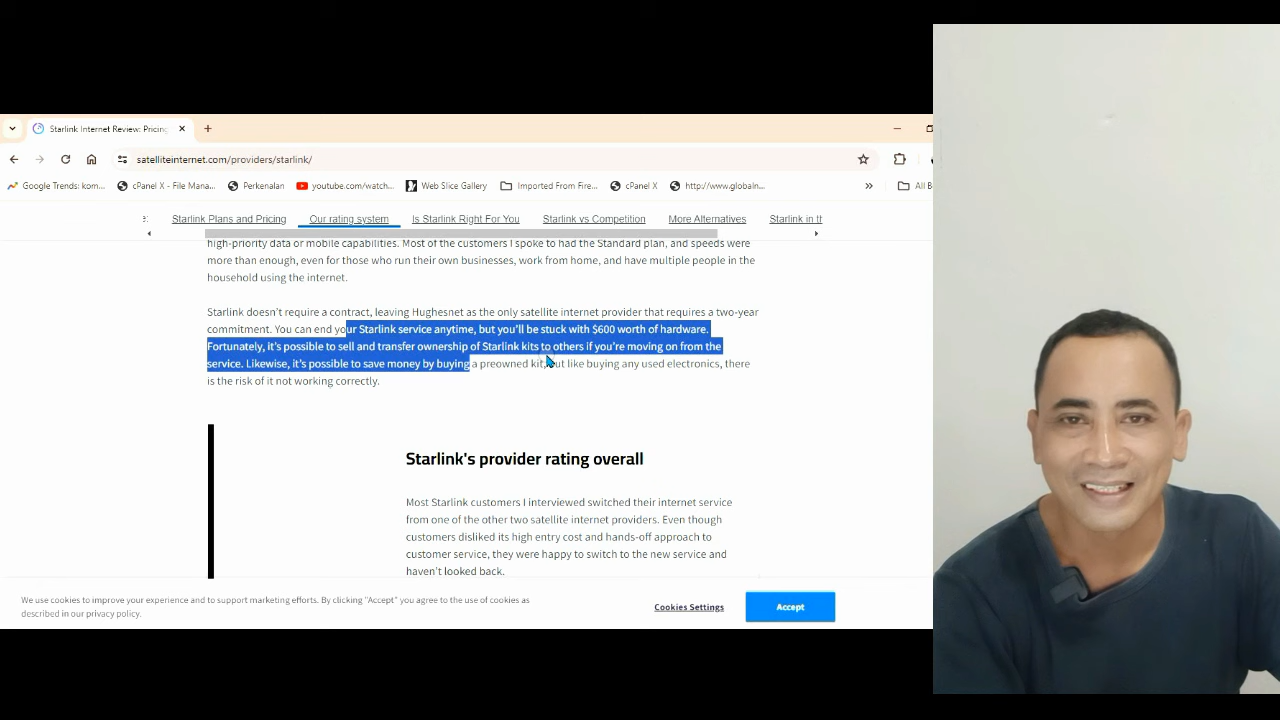 Starlink Internet Review: Pricing
satelliteinternet.com/providers/starlink/
Google Trends: kom...
cPanel X - File Mana...
Perkenalan
youtube.com/watch...
Web Slice Gallery
Imported From Fire...
cPanel X
http://www.globaln...
»
All B
Starlink Plans and Pricing
Our rating system
Is Starlink Right For You
Starlink vs Competition
More Alternatives
Starlink in th
high-priority data or mobile capabilities. Most of the customers I spoke to had the Standard plan, and speeds were
more than enough, even for those who run their own businesses, work from home, and have multiple people in the
household using the internet.
Starlink doesn't require a contract, leaving Hughesnet as the only satellite internet provider that requires a two-year
commitment. You can end your Starlink service anytime, but you'll be stuck with $600 worth of hardware.
Fortunately, it's possible to sell and transfer ownership of Starlink kits to others if you're moving on from the
service. Likewise, it's possible to save money by buying a preowned kit, but like buying any used electronics, there
is the risk of it not working correctly.
Starlink's provider rating overall
Most Starlink customers I interviewed switched their internet service
from one of the other two satellite internet providers. Even though
customers disliked its high entry cost and hands-off approach to
customer service, they were happy to switch to the new service and
haven't looked back.
We use cookies to improve your experience and to support marketing efforts. By clicking "Accept" you agree to the use of cookies as
described in our privacy policy.
Cookies Settings
Accept